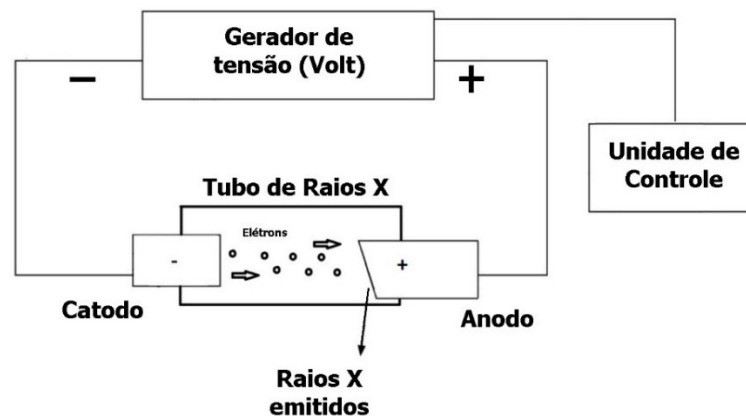 Gerador de
tensão (Volt)
−
+
Unidade de
Controle
Tubo de Raios X
Elétrons
-
+
Catodo
Anodo
Raios X
emitidos